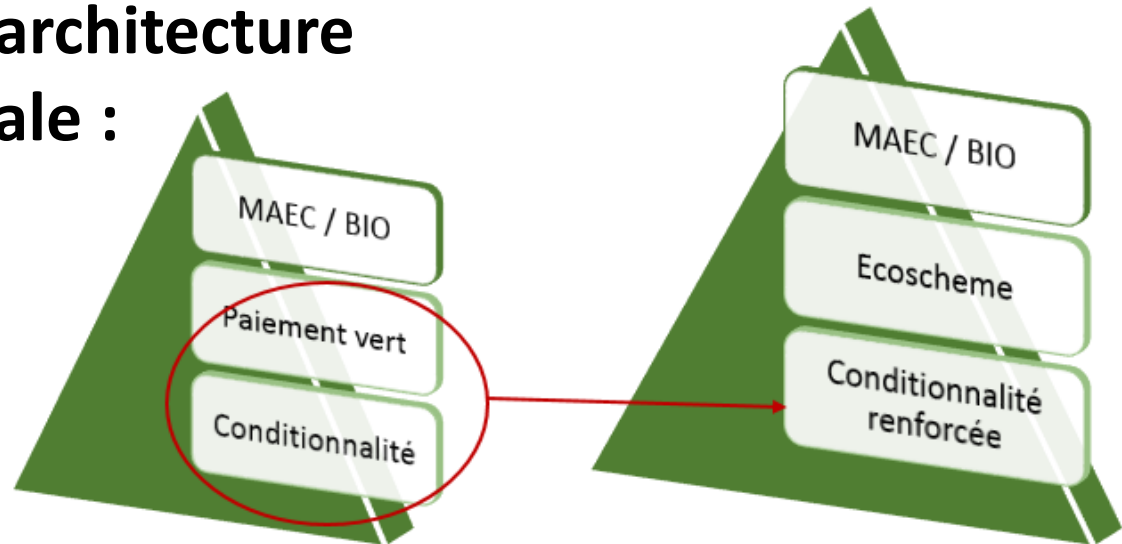 architecture
ale :
MAEC / BIO
Paiement vert
Conditionnalité
MAEC / BIO
Ecoscheme
Conditionnalité
renforcée